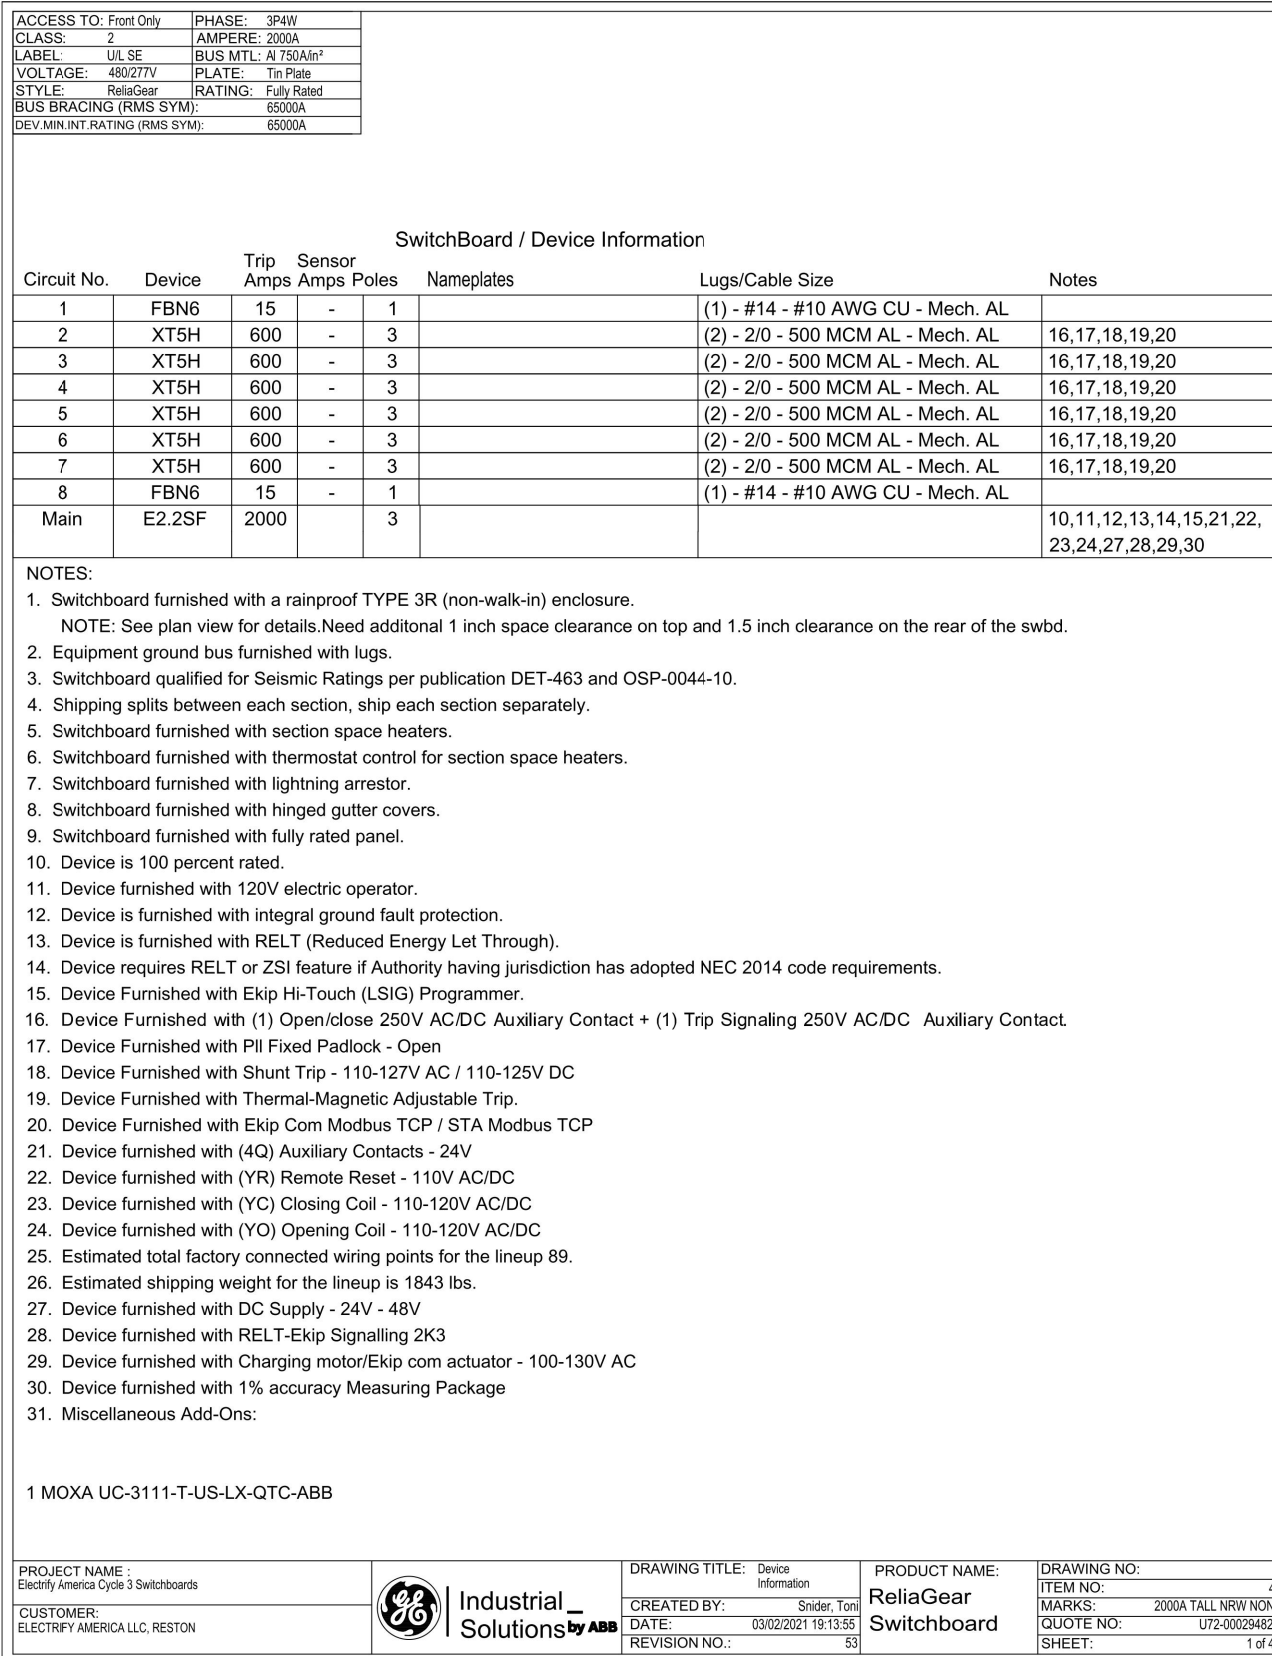 ACCESS TO: Front Only PHASE: 3P4W
CLASS: 2 AMPERE: 2000A
LABEL: U/L SE BUS MTL: Al 750A/in²
VOLTAGE: 480/277V PLATE: Tin Plate
STYLE: ReliaGear RATING: Fully Rated
BUS BRACING (RMS SYM): 65000A
DEV.MIN.INT.RATING (RMS SYM): 65000A
SwitchBoard / Device Information
Circuit No. Device Trip Amps Sensor Amps Poles Nameplates Lugs/Cable Size Notes
1 FBN6 15 - 1 (1) - #14 - #10 AWG CU - Mech. AL
2 XT5H 600 - 3 (2) - 2/0 - 500 MCM AL - Mech. AL 16,17,18,19,20
3 XT5H 600 - 3 (2) - 2/0 - 500 MCM AL - Mech. AL 16,17,18,19,20
4 XT5H 600 - 3 (2) - 2/0 - 500 MCM AL - Mech. AL 16,17,18,19,20
5 XT5H 600 - 3 (2) - 2/0 - 500 MCM AL - Mech. AL 16,17,18,19,20
6 XT5H 600 - 3 (2) - 2/0 - 500 MCM AL - Mech. AL 16,17,18,19,20
7 XT5H 600 - 3 (2) - 2/0 - 500 MCM AL - Mech. AL 16,17,18,19,20
8 FBN6 15 - 1 (1) - #14 - #10 AWG CU - Mech. AL
Main E2.2SF 2000 3 10,11,12,13,14,15,21,22,
23,24,27,28,29,30
NOTES:
1. Switchboard furnished with a rainproof TYPE 3R (non-walk-in) enclosure.
NOTE: See plan view for details.Need additonal 1 inch space clearance on top and 1.5 inch clearance on the rear of the swbd.
2. Equipment ground bus furnished with lugs.
3. Switchboard qualified for Seismic Ratings per publication DET-463 and OSP-0044-10.
4. Shipping splits between each section, ship each section separately.
5. Switchboard furnished with section space heaters.
6. Switchboard furnished with thermostat control for section space heaters.
7. Switchboard furnished with lightning arrestor.
8. Switchboard furnished with hinged gutter covers.
9. Switchboard furnished with fully rated panel.
10. Device is 100 percent rated.
11. Device furnished with 120V electric operator.
12. Device is furnished with integral ground fault protection.
13. Device is furnished with RELT (Reduced Energy Let Through).
14. Device requires RELT or ZSI feature if Authority having jurisdiction has adopted NEC 2014 code requirements.
15. Device Furnished with Ekip Hi-Touch (LSIG) Programmer.
16. Device Furnished with (1) Open/close 250V AC/DC Auxiliary Contact + (1) Trip Signaling 250V AC/DC Auxiliary Contact.
17. Device Furnished with Pll Fixed Padlock - Open
18. Device Furnished with Shunt Trip - 110-127V AC / 110-125V DC
19. Device Furnished with Thermal-Magnetic Adjustable Trip.
20. Device Furnished with Ekip Com Modbus TCP / STA Modbus TCP
21. Device furnished with (4Q) Auxiliary Contacts - 24V
22. Device furnished with (YR) Remote Reset - 110V AC/DC
23. Device furnished with (YC) Closing Coil - 110-120V AC/DC
24. Device furnished with (YO) Opening Coil - 110-120V AC/DC
25. Estimated total factory connected wiring points for the lineup 89.
26. Estimated shipping weight for the lineup is 1843 lbs.
27. Device furnished with DC Supply - 24V - 48V
28. Device furnished with RELT-Ekip Signalling 2K3
29. Device furnished with Charging motor/Ekip com actuator - 100-130V AC
30. Device furnished with 1% accuracy Measuring Package
31. Miscellaneous Add-Ons:
1 MOXA UC-3111-T-US-LX-QTC-ABB
PROJECT NAME :
Electrify America Cycle 3 Switchboards
CUSTOMER:
ELECTRIFY AMERICA LLC, RESTON
GE
Industrial
Solutions by ABB
DRAWING TITLE: Device Information
CREATED BY: Snider, Toni
DATE: 03/02/2021 19:13:55
REVISION NO.: 53
PRODUCT NAME:
ReliaGear
Switchboard
DRAWING NO:
ITEM NO: 4
MARKS: 2000A TALL NRW NON
QUOTE NO: U72-00029482
SHEET: 1 of 4